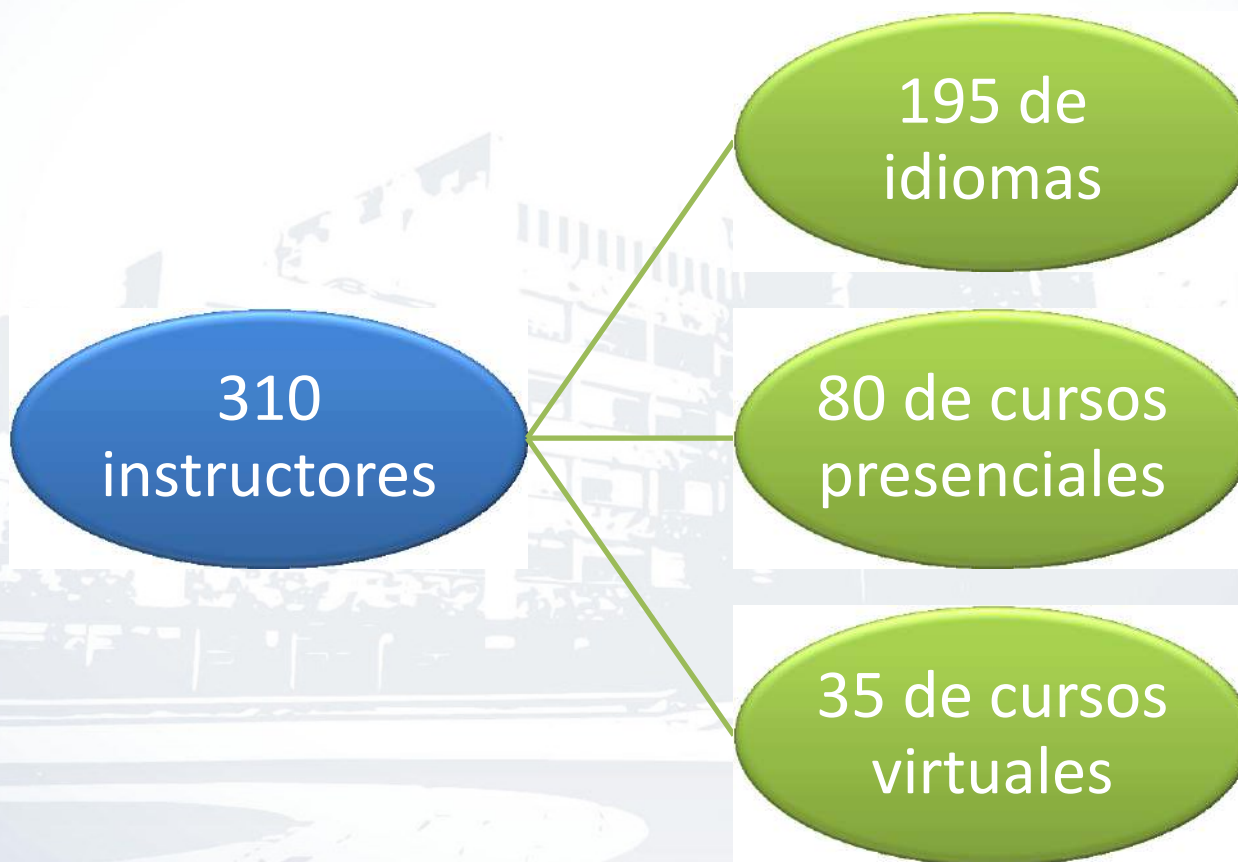 310
instructores
195 de
idiomas
80 de cursos
presenciales
35 de cursos
virtuales